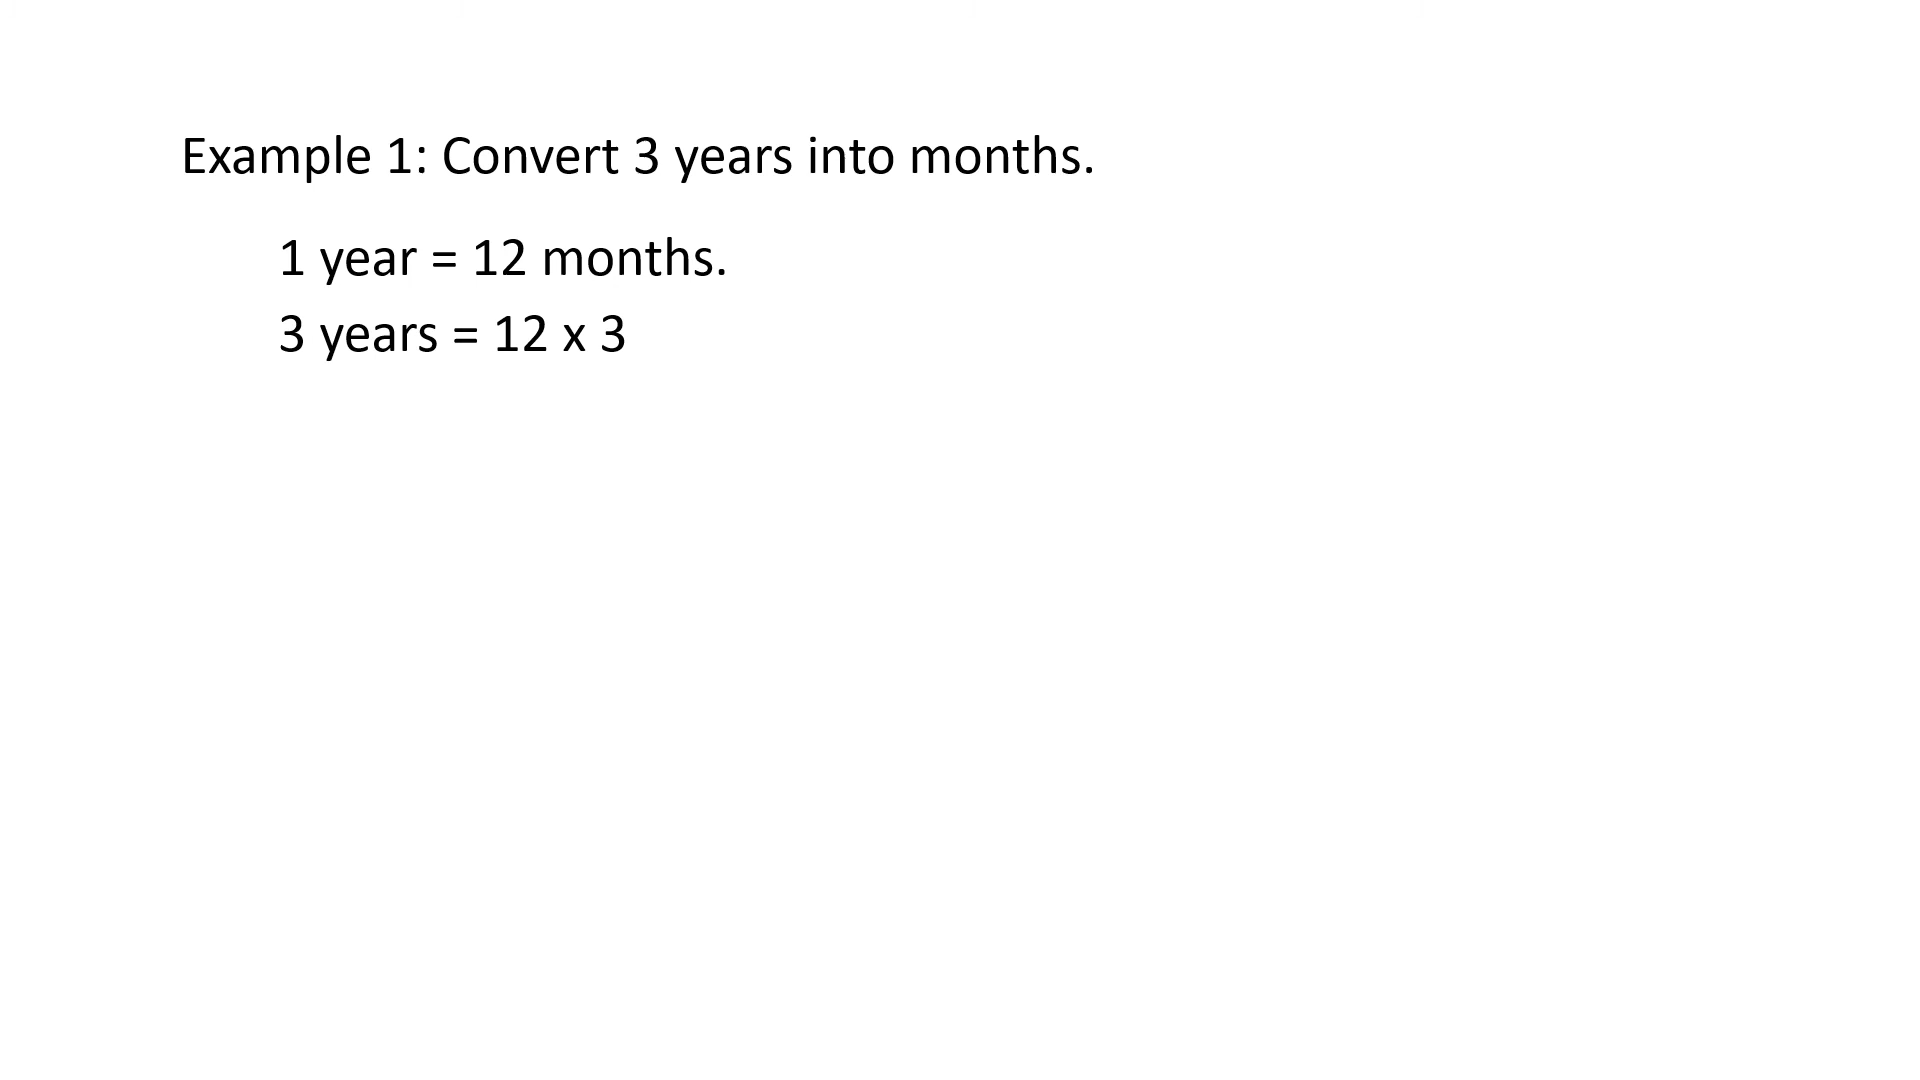 Example 1: Convert 3 years into months.
1 year = 12 months.
3 years = 12 x 3